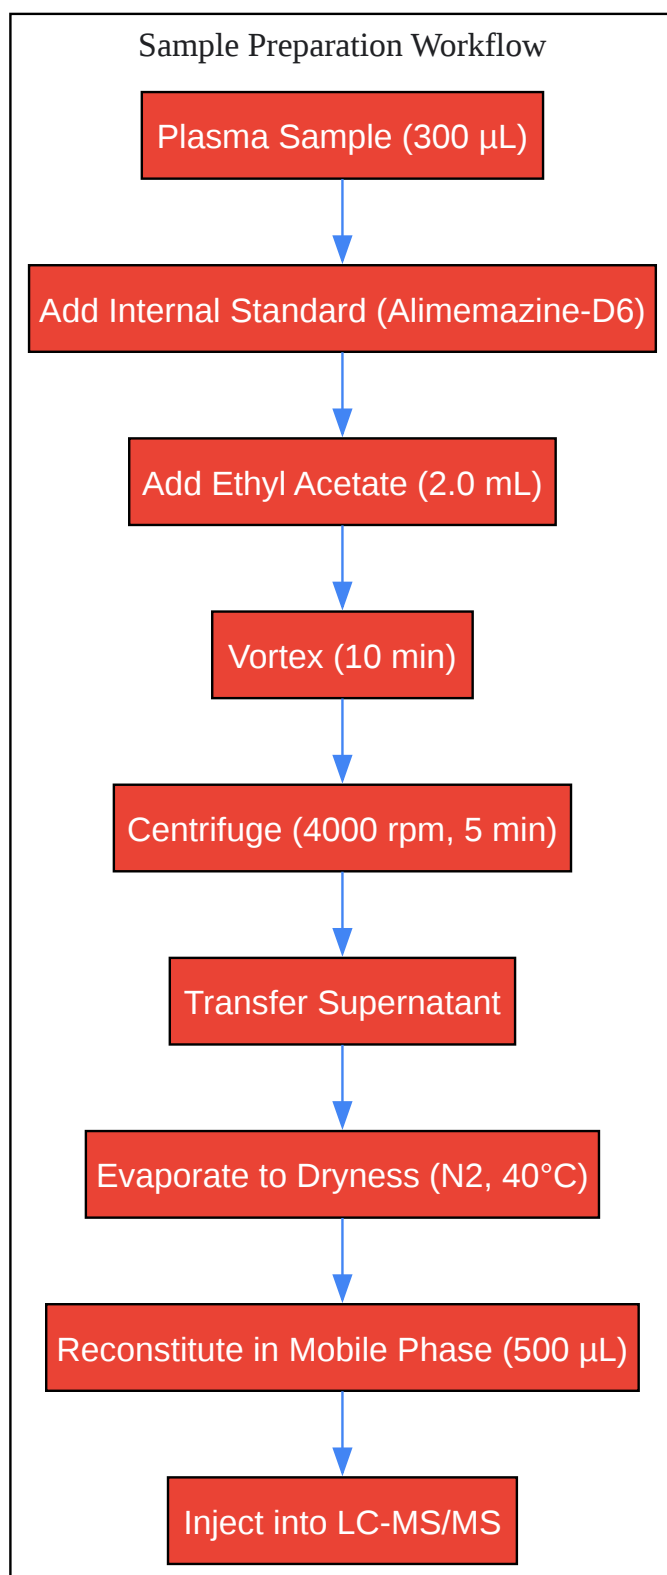 Sample Preparation Workflow
Plasma Sample (300 µL)
Add Internal Standard (Alimemazine-D6)
Add Ethyl Acetate (2.0 mL)
Vortex (10 min)
Centrifuge (4000 rpm, 5 min)
Transfer Supernatant
Evaporate to Dryness (N2, 40°C)
Reconstitute in Mobile Phase (500 µL)
Inject into LC-MS/MS